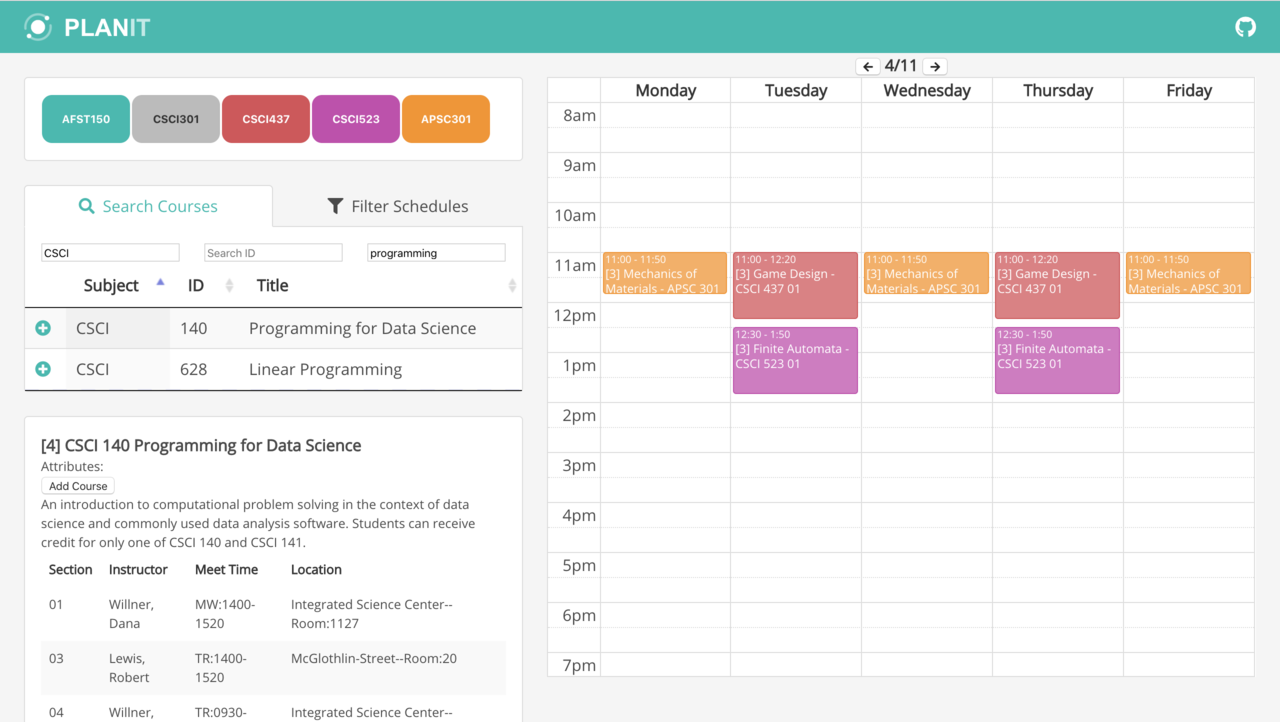 PLANIT
AFST150 CSCI301 CSCI437 CSCI523 APSC301
Search Courses
Filter Schedules
CSCI
Search ID
programming
Subject ID Title
CSCI 140 Programming for Data Science
CSCI 628 Linear Programming
[4] CSCI 140 Programming for Data Science
Attributes:
Add Course
An introduction to computational problem solving in the context of data
science and commonly used data analysis software. Students can receive
credit for only one of CSCI 140 and CSCI 141.
Section Instructor Meet Time Location
01 Willner, MW:1400- Integrated Science Center--
Dana 1520 Room:1127
03 Lewis, TR:1400- McGlothlin-Street--Room:20
Robert 1520
04 Willner, TR:0930- Integrated Science Center--
← 4/11 →
Monday Tuesday Wednesday Thursday Friday
8am
9am
10am
11am
12pm
1pm
2pm
3pm
4pm
5pm
6pm
7pm
11:00 - 11:50
[3] Mechanics of
Materials - APSC 301
11:00 - 12:20
[3] Game Design -
CSCI 437 01
12:30 - 1:50
[3] Finite Automata -
CSCI 523 01
11:00 - 11:50
[3] Mechanics of
Materials - APSC 301
11:00 - 12:20
[3] Game Design -
CSCI 437 01
12:30 - 1:50
[3] Finite Automata -
CSCI 523 01
11:00 - 11:50
[3] Mechanics of
Materials - APSC 301